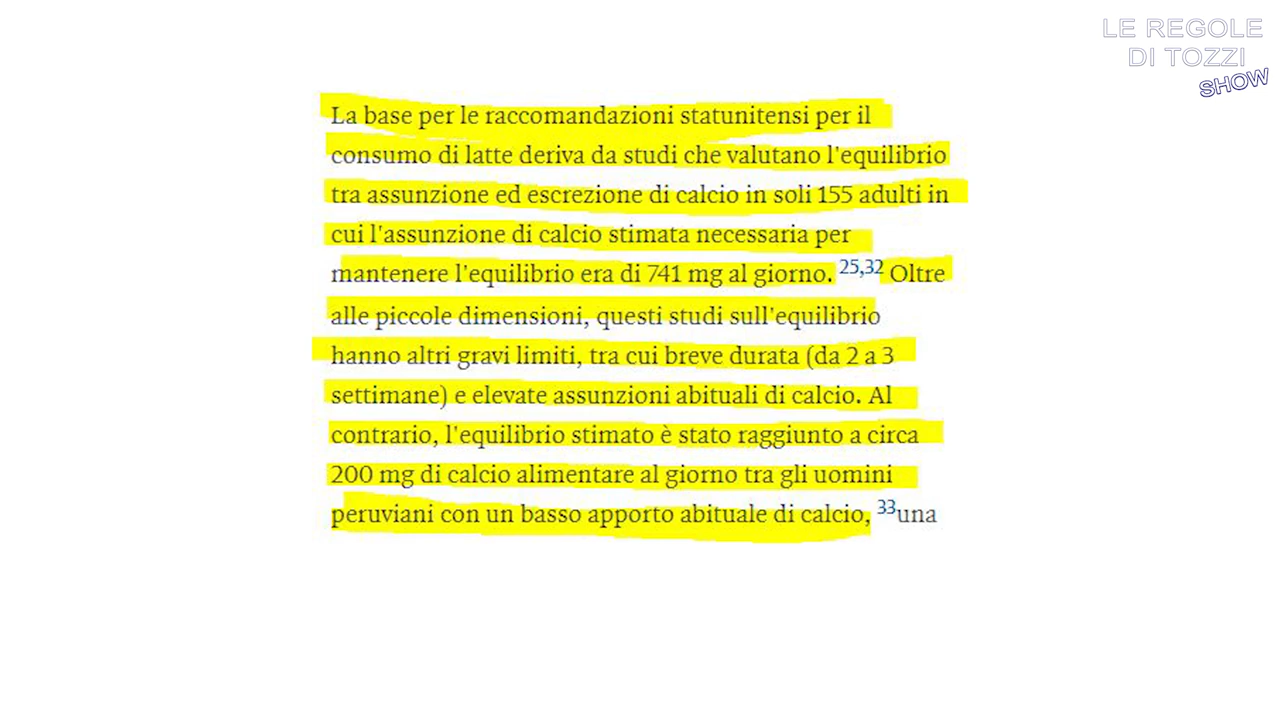 LE REGOLE
DI TOZZI
SHOW
La base per le raccomandazioni statunitensi per il
consumo di latte deriva da studi che valutano l'equilibrio
tra assunzione ed escrezione di calcio in soli 155 adulti in
cui l'assunzione di calcio stimata necessaria per
mantenere l'equilibrio era di 741 mg al giorno. 25,32 Oltre
alle piccole dimensioni, questi studi sull'equilibrio
hanno altri gravi limiti, tra cui breve durata (da 2 a 3
settimane) e elevate assunzioni abituali di calcio. Al
contrario, l'equilibrio stimato è stato raggiunto a circa
200 mg di calcio alimentare al giorno tra gli uomini
peruviani con un basso apporto abituale di calcio, 33una